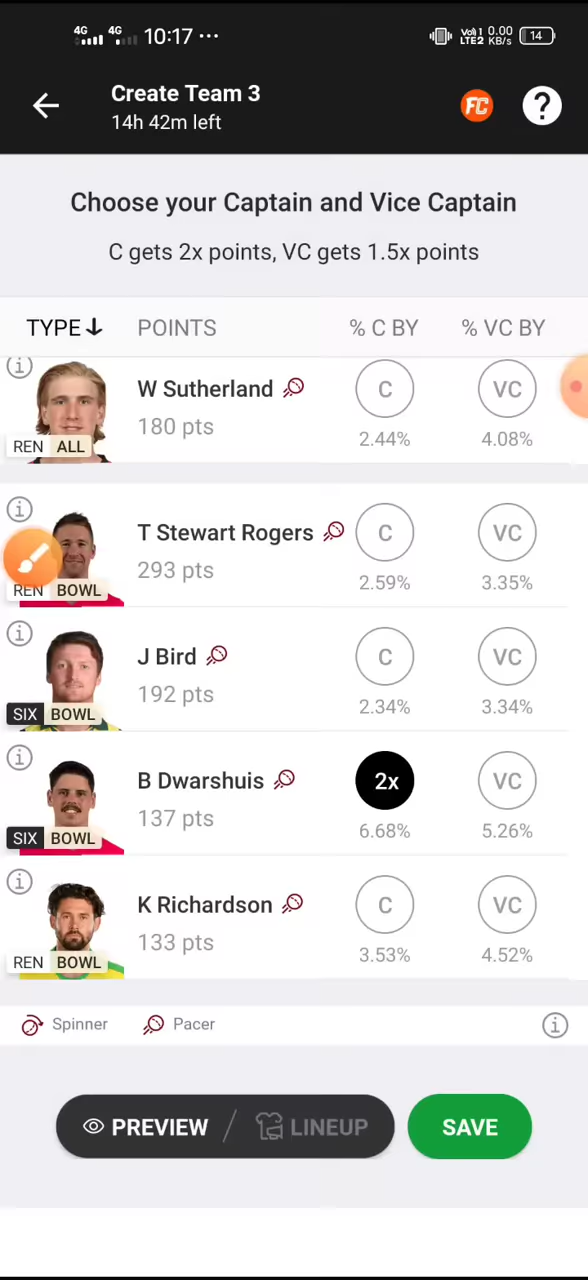 4G 4G 10:17 ··· Vo)) 1 LTE2 0.00 KB/s 14
Create Team 3
14h 42m left
FC ?
Choose your Captain and Vice Captain
C gets 2x points, VC gets 1.5x points
TYPE POINTS % C BY % VC BY
W Sutherland C VC
180 pts 2.44% 4.08%
REN ALL
T Stewart Rogers C VC
293 pts 2.59% 3.35%
REN BOWL
J Bird C VC
192 pts 2.34% 3.34%
SIX BOWL
B Dwarshuis 2x VC
137 pts 6.68% 5.26%
SIX BOWL
K Richardson C VC
133 pts 3.53% 4.52%
REN BOWL
Spinner Pacer
PREVIEW / LINEUP SAVE